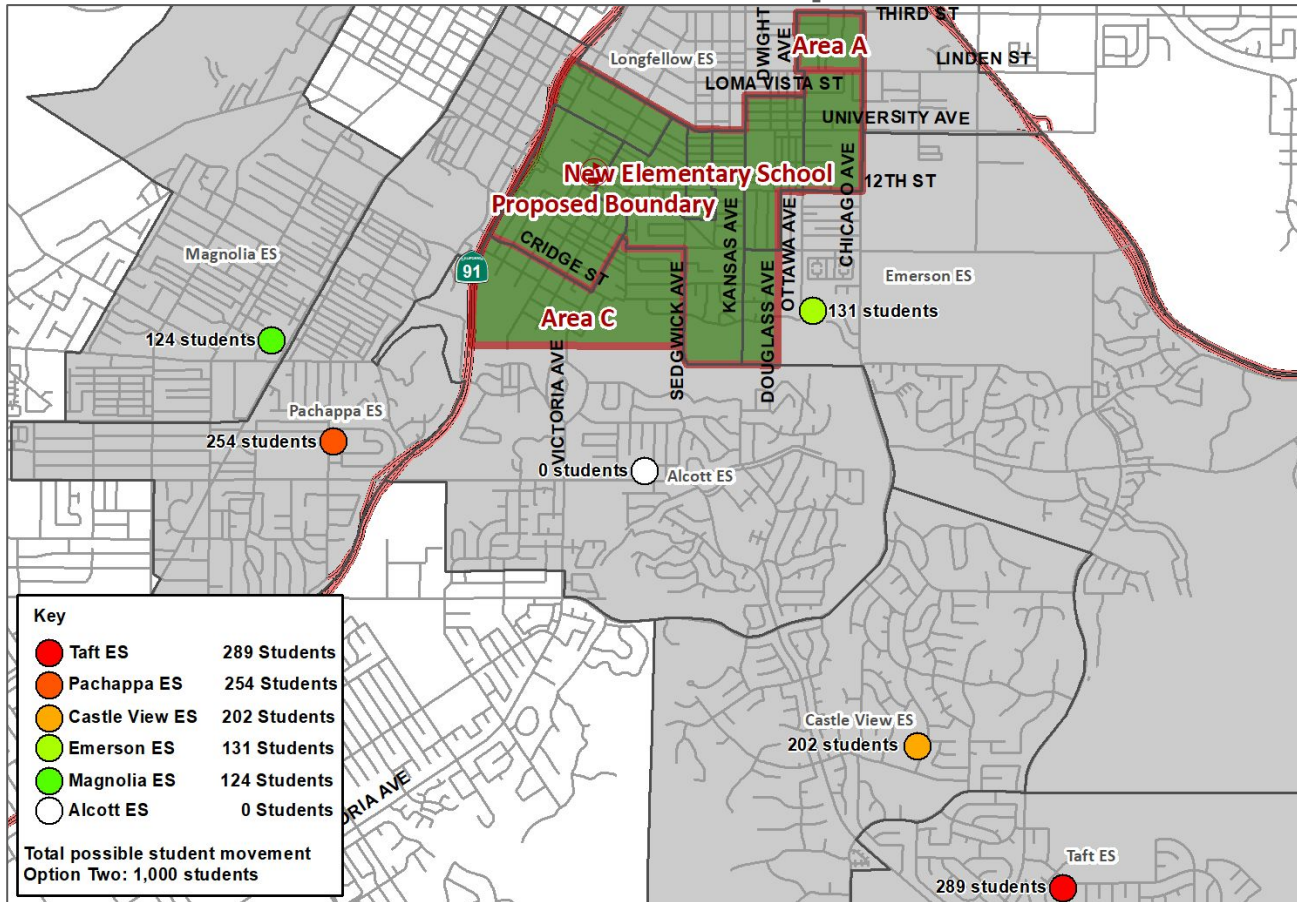 THIRD ST
DWIGHT AVE
Area A
Longfellow ES
LINDEN ST
LOMA VISTA ST
UNIVERSITY AVE
New Elementary School
Proposed Boundary
12TH ST
CHICAGO AVE
OTTAWA AVE
KANSAS AVE
DOUGLASS AVE
SEDGWICK AVE
CRIDGE ST
Magnolia ES
91
Emerson ES
131 students
Area C
124 students
VICTORIA AVE
Pachappa ES
254 students
0 students
Alcott ES
Key
Taft ES 289 Students
Pachappa ES 254 Students
Castle View ES 202 Students
Emerson ES 131 Students
Magnolia ES 124 Students
Alcott ES 0 Students
Total possible student movement
Option Two: 1,000 students
ORIA AVE
Castle View ES
202 students
Taft ES
289 students